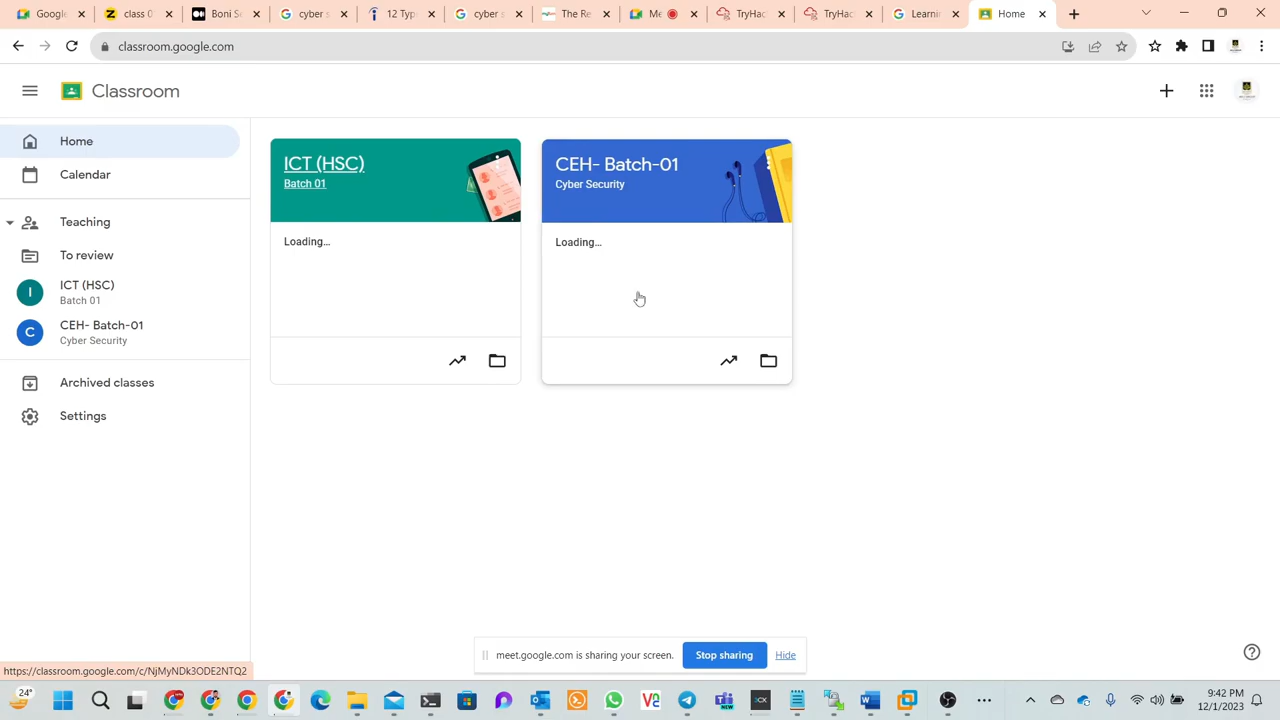 Google
class 0
Boni S
cyber s
12 Typ
cyber s
The Re
Me
TryHac
TryHac
Learnin
Home
classroom.google.com
Classroom
Home
Calendar
Teaching
To review
I
ICT (HSC)
Batch 01
C
CEH- Batch-01
Cyber Security
Archived classes
Settings
ICT (HSC)
Batch 01
Loading...
CEH- Batch-01
Cyber Security
Loading...
meet.google.com is sharing your screen.
Stop sharing
Hide
https://classroom.google.com/c/NjMyNDk3ODE2NTQ2
24°
9:42 PM
12/1/2023